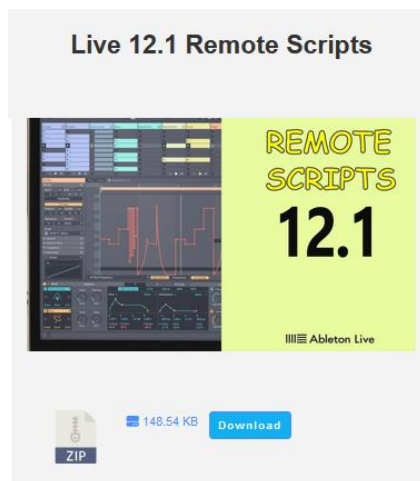 Live 12.1 Remote Scripts
REMOTE
SCRIPTS
12.1
Ableton Live
148.54 KB
Download
ZIP